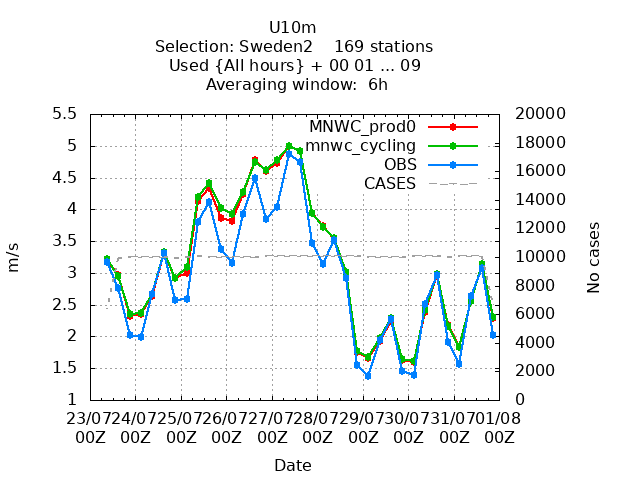 U10m
Selection: Sweden2    169 stations
Used {All hours} + 00 01 ... 09
Averaging window:  6h
5.5
5
4.5
4
3.5
3
2.5
2
1.5
1
20000
18000
16000
14000
12000
10000
8000
6000
4000
2000
0
MNWC_prod0
mnwc_cycling
OBS
CASES
m/s
No cases
23/07 24/07 25/07 26/07 27/07 28/07 29/07 30/07 31/07 01/08
00Z 00Z 00Z 00Z 00Z 00Z 00Z 00Z 00Z 00Z
Date